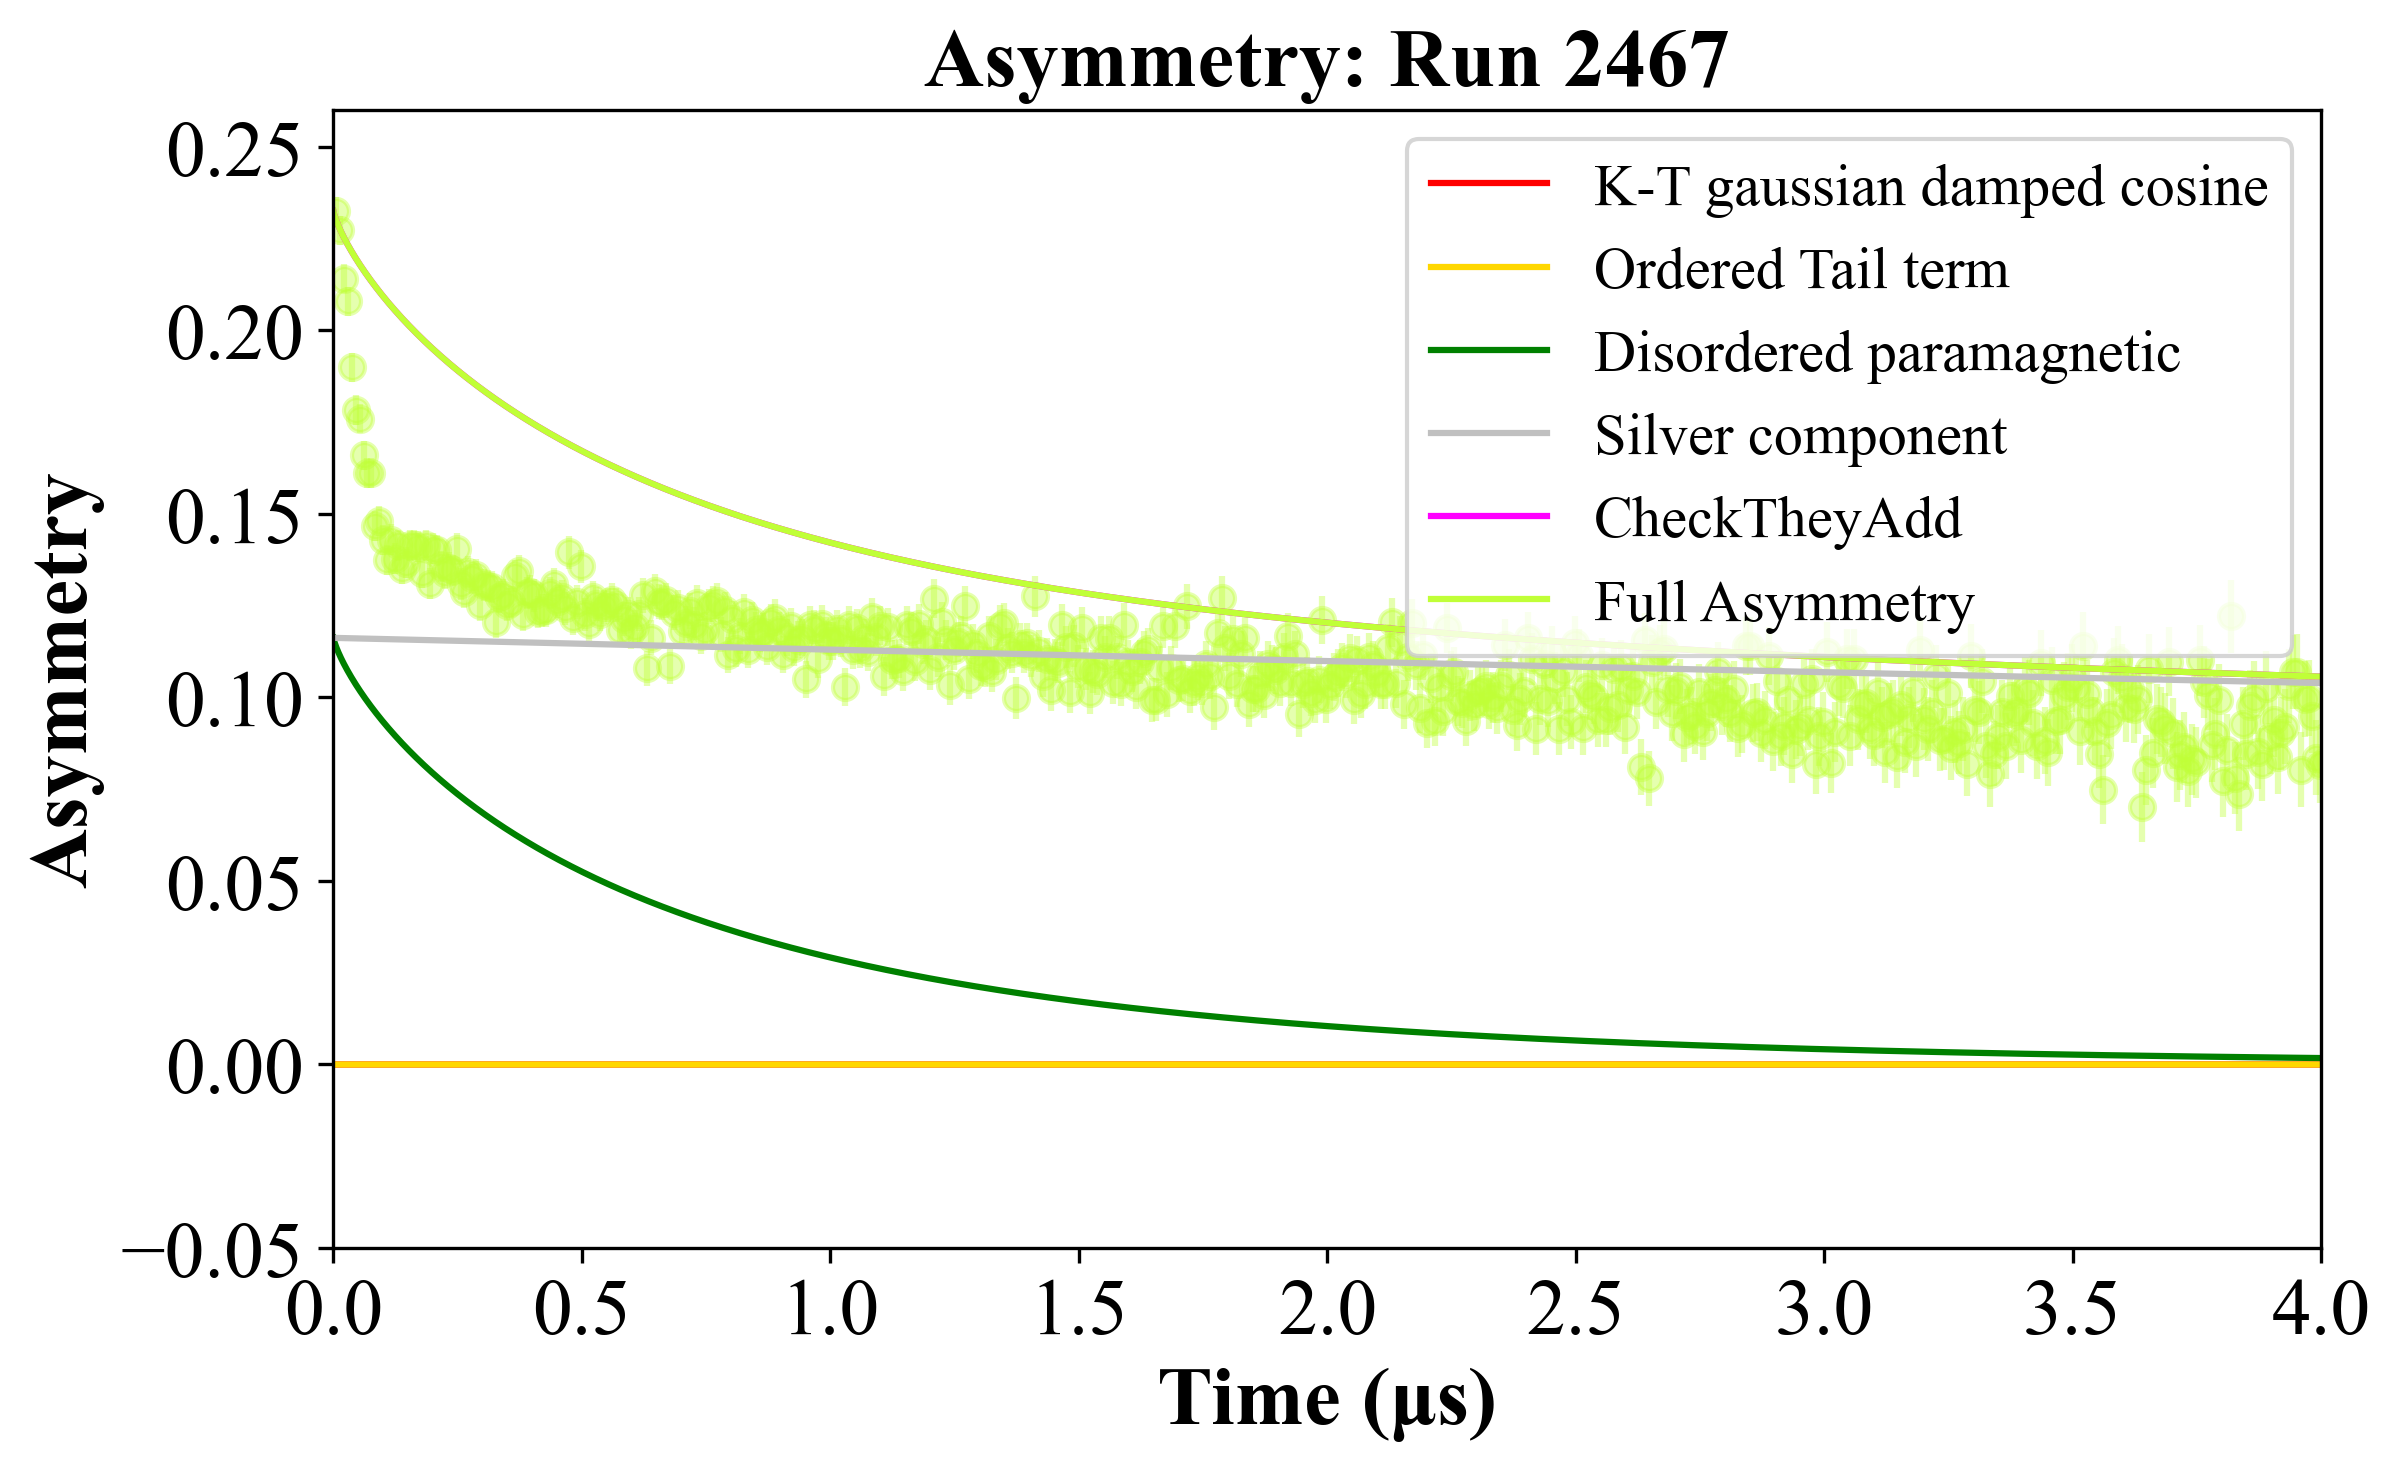 Asymmetry: Run 2467
0.25
0.20
0.15
0.10
0.05
0.00
−0.05
Asymmetry
K-T gaussian damped cosine
Ordered Tail term
Disordered paramagnetic
Silver component
CheckTheyAdd
Full Asymmetry
0.0 0.5 1.0 1.5 2.0 2.5 3.0 3.5 4.0
Time (μs)